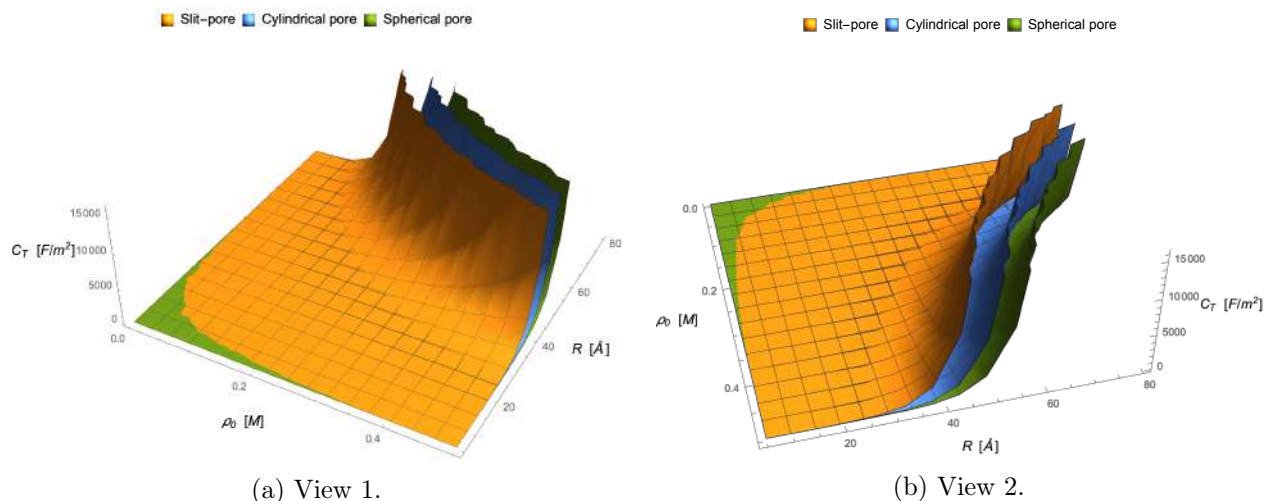 Slit-pore Cylindrical pore Spherical pore
15000
C_T [F/m²] 10000
5000
0
0.0
0.2
ρ₀ [M]
0.4
20
40
R [Å]
60
80
(a) View 1.
Slit-pore Cylindrical pore Spherical pore
0.0
0.2
ρ₀ [M]
0.4
20
40
R [Å]
60
80
15000
10000 C_T [F/m²]
5000
0
(b) View 2.